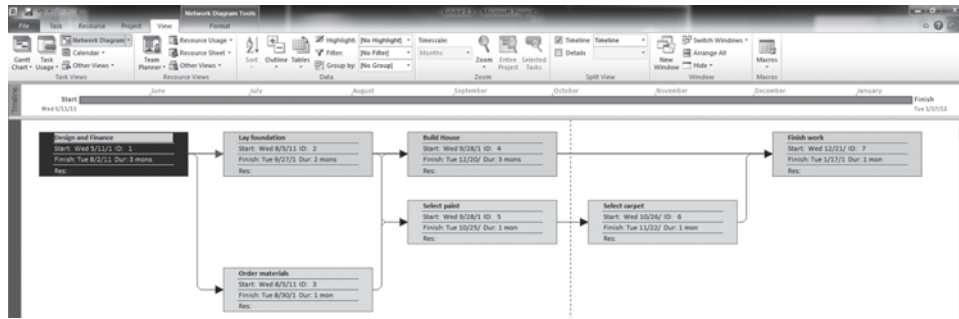 Network Diagram Tools
Exhibit 8.2 - Microsoft Project
File Task Resource Project View Format
Network Diagram
Calendar
Other Views
Gantt Chart
Task Usage
Task Views
Team Planner
Resource Usage
Resource Sheet
Other Views
Resource Views
Sort
Outline
Tables
Highlight: [No Highlight]
Filter: [No Filter]
Group by: [No Group]
Data
Timescale:
Months
Zoom
Entire Project
Selected Tasks
Zoom
Timeline Timeline
Details
Split View
New Window
Switch Windows
Arrange All
Hide
Window
Macros
Macros
Timeline
June July August September October November December January
Start
Wed 5/11/11
Finish
Tue 1/17/12
Design and Finance
Start: Wed 5/11/1 ID: 1
Finish: Tue 8/2/11 Dur: 3 mons
Res:
Lay foundation
Start: Wed 8/3/11 ID: 2
Finish: Tue 9/27/1 Dur: 2 mons
Res:
Build House
Start: Wed 9/28/1 ID: 4
Finish: Tue 12/20/ Dur: 3 mons
Res:
Finish work
Start: Wed 12/21/ ID: 7
Finish: Tue 1/17/1 Dur: 1 mon
Res:
Select paint
Start: Wed 9/28/1 ID: 5
Finish: Tue 10/25/ Dur: 1 mon
Res:
Select carpet
Start: Wed 10/26/ ID: 6
Finish: Tue 11/22/ Dur: 1 mon
Res:
Order materials
Start: Wed 8/3/11 ID: 3
Finish: Tue 8/30/1 Dur: 1 mon
Res: